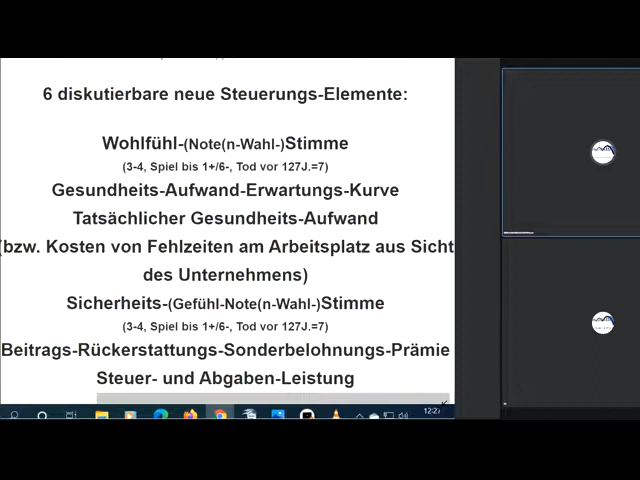 6 diskutierbare neue Steuerungs-Elemente:
Wohlfühl-(Note(n-Wahl-)Stimme
(3-4, Spiel bis 1+/6-, Tod vor 127J.=7)
Gesundheits-Aufwand-Erwartungs-Kurve
Tatsächlicher Gesundheits-Aufwand
(bzw. Kosten von Fehlzeiten am Arbeitsplatz aus Sicht
des Unternehmens)
Sicherheits-(Gefühl-Note(n-Wahl-)Stimme
(3-4, Spiel bis 1+/6-, Tod vor 127J.=7)
Beitrags-Rückerstattungs-Sonderbelohnungs-Prämie
Steuer- und Abgaben-Leistung